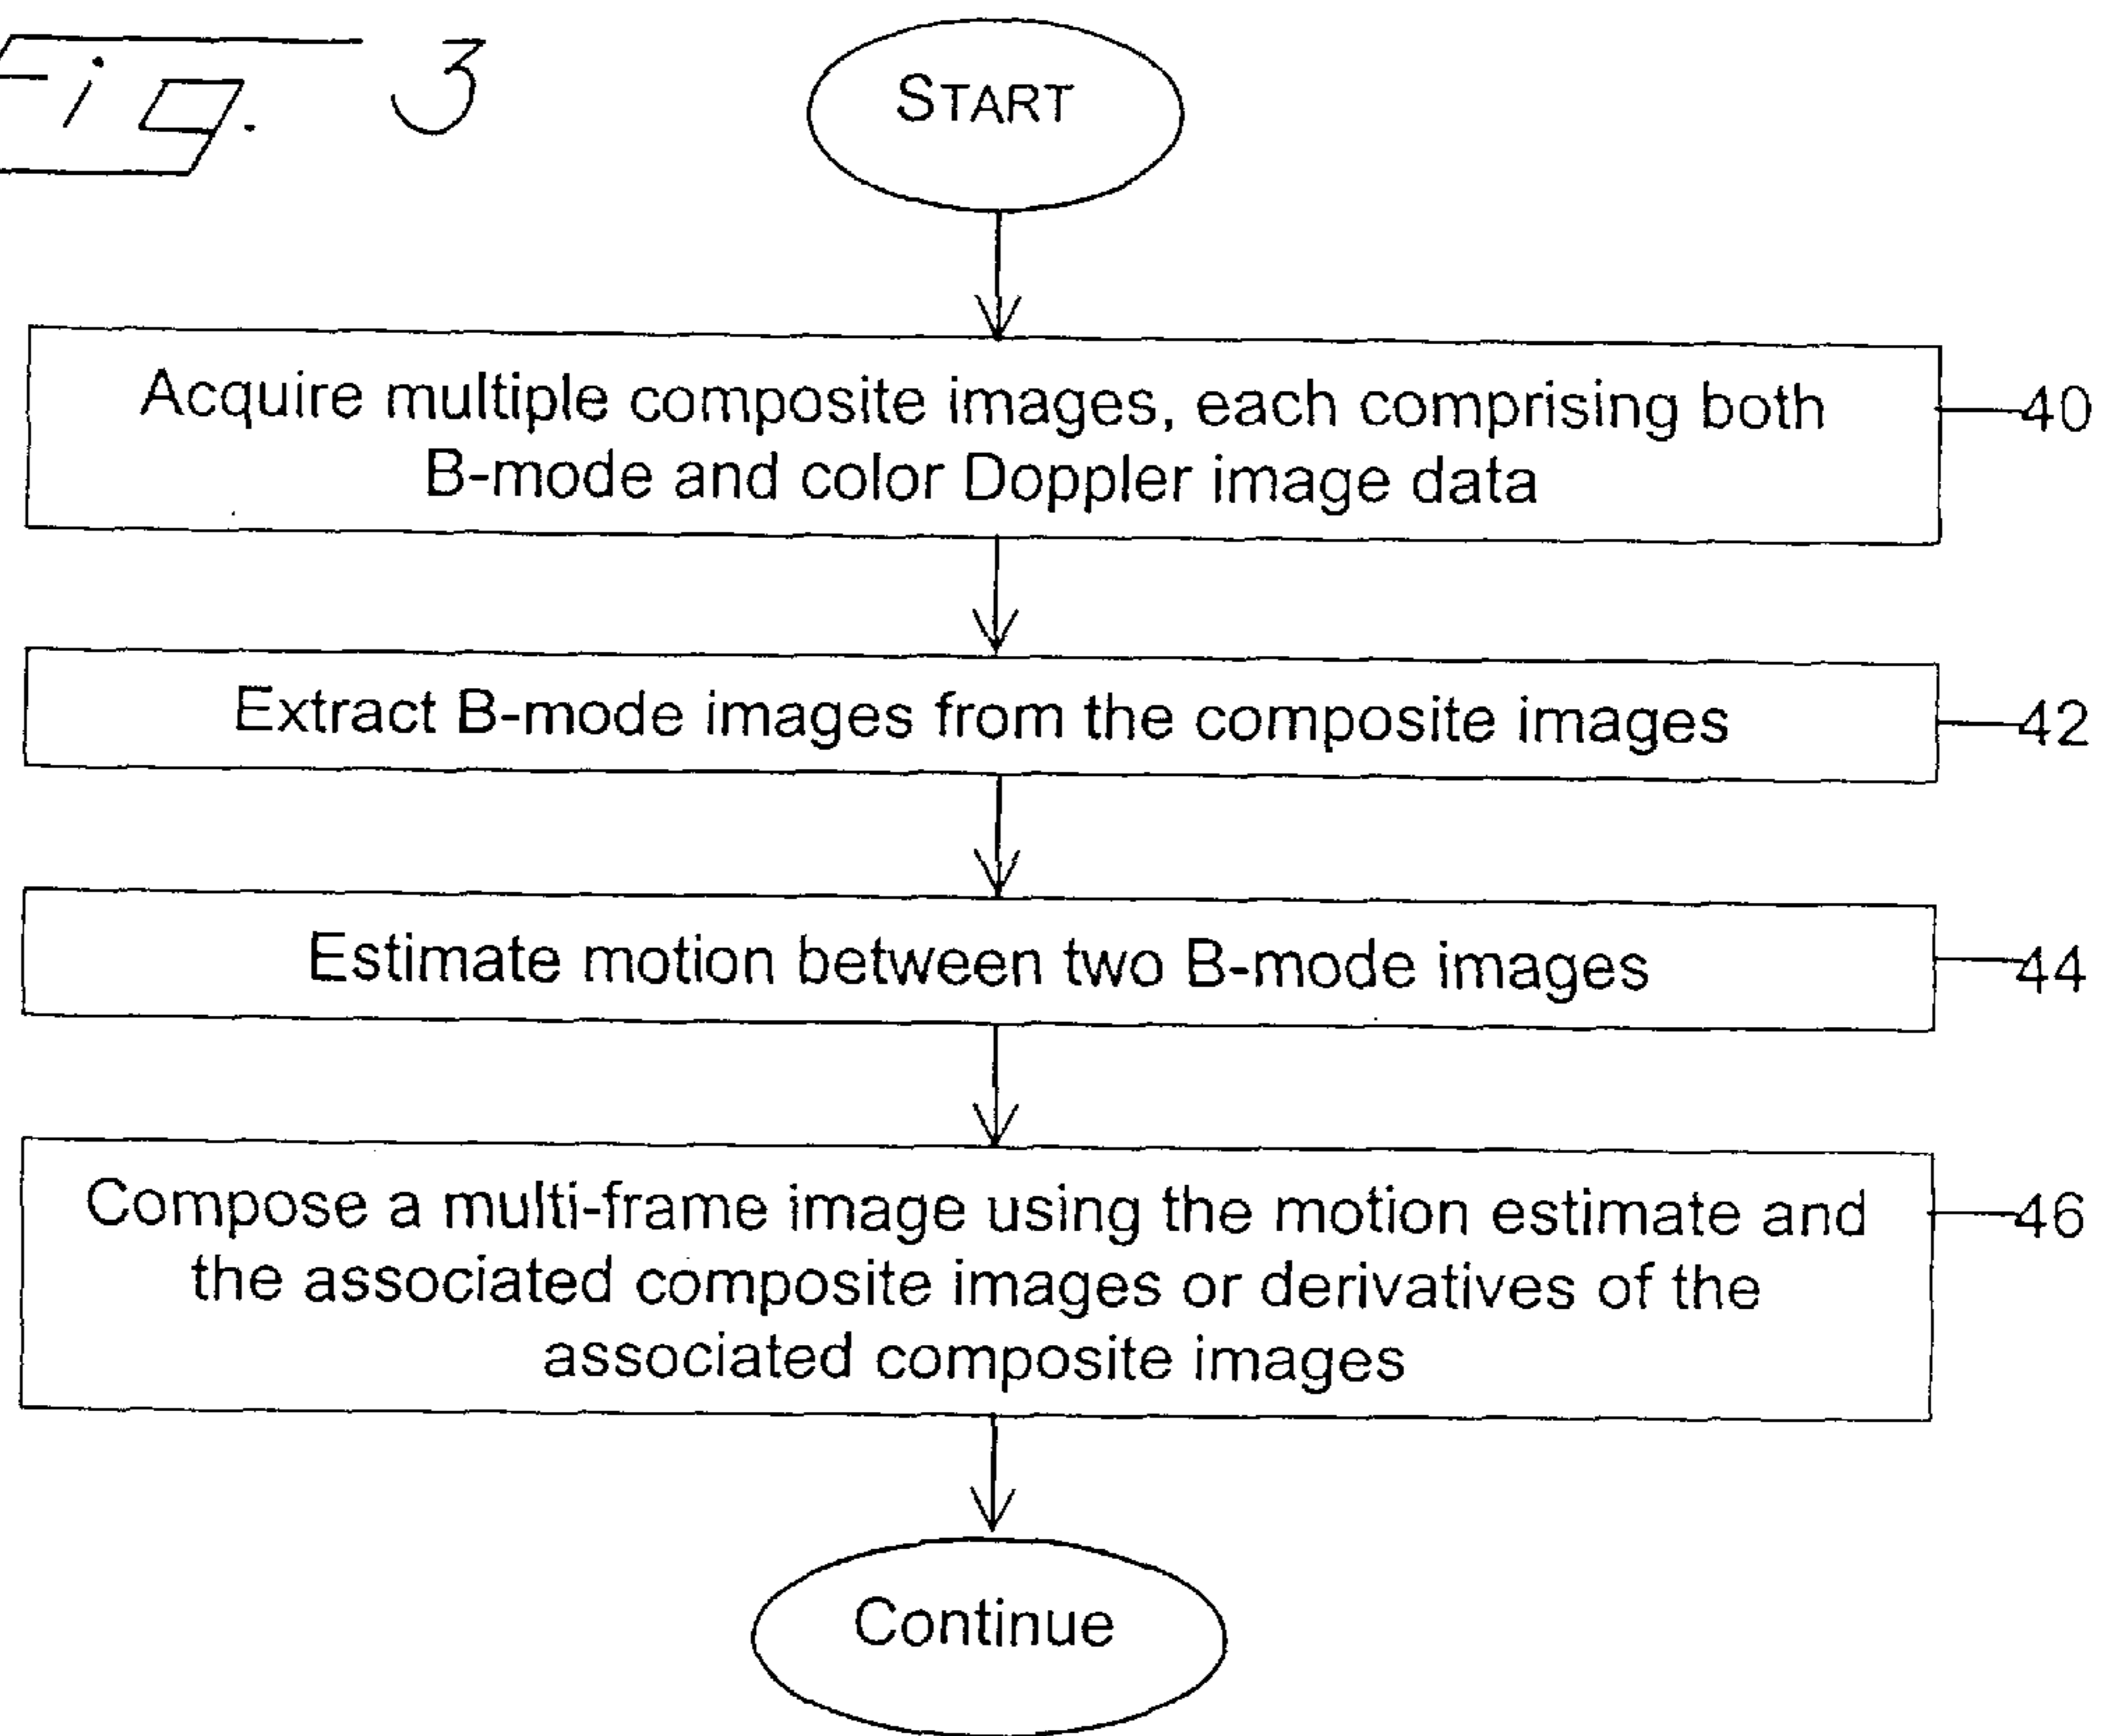 Fig. 3
START
Acquire multiple composite images, each comprising both
B-mode and color Doppler image data
40
Extract B-mode images from the composite images
42
Estimate motion between two B-mode images
44
Compose a multi-frame image using the motion estimate and
the associated composite images or derivatives of the
associated composite images
46
Continue